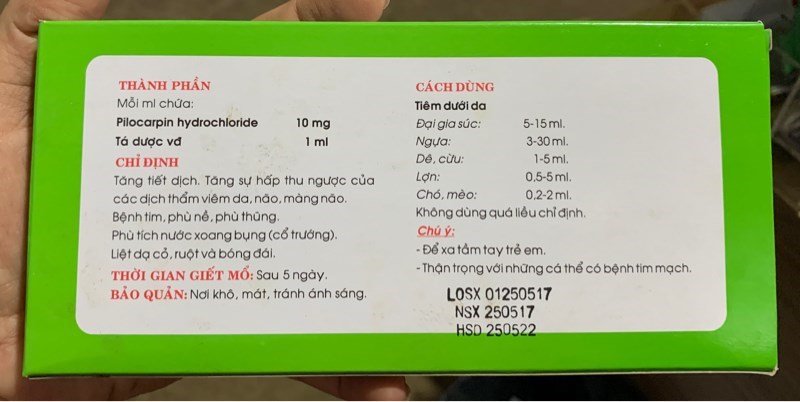 THÀNH PHẦN
Mỗi ml chứa:
Pilocarpin hydrochloride 10 mg
Tá dược vđ 1 ml
CHỈ ĐỊNH
Tăng tiết dịch. Tăng sự hấp thu ngược của
các dịch thẩm viêm da, não, màng não.
Bệnh tim, phù nề, phù thũng.
Phù tích nước xoang bụng (cổ trướng).
Liệt dạ cỏ, ruột và bóng đái.
THỜI GIAN GIẾT MỔ: Sau 5 ngày.
BẢO QUẢN: Nơi khô, mát, tránh ánh sáng.
CÁCH DÙNG
Tiêm dưới da
Đại gia súc: 5-15 ml.
Ngựa: 3-30 ml.
Dê, cừu: 1-5 ml.
Lợn: 0,5-5 ml.
Chó, mèo: 0,2-2 ml.
Không dùng quá liều chỉ định.
Chú ý:
- Để xa tầm tay trẻ em.
- Thận trọng với những cá thể có bệnh tim mạch.
LOSX 01250517
NSX 250517
HSD 250522